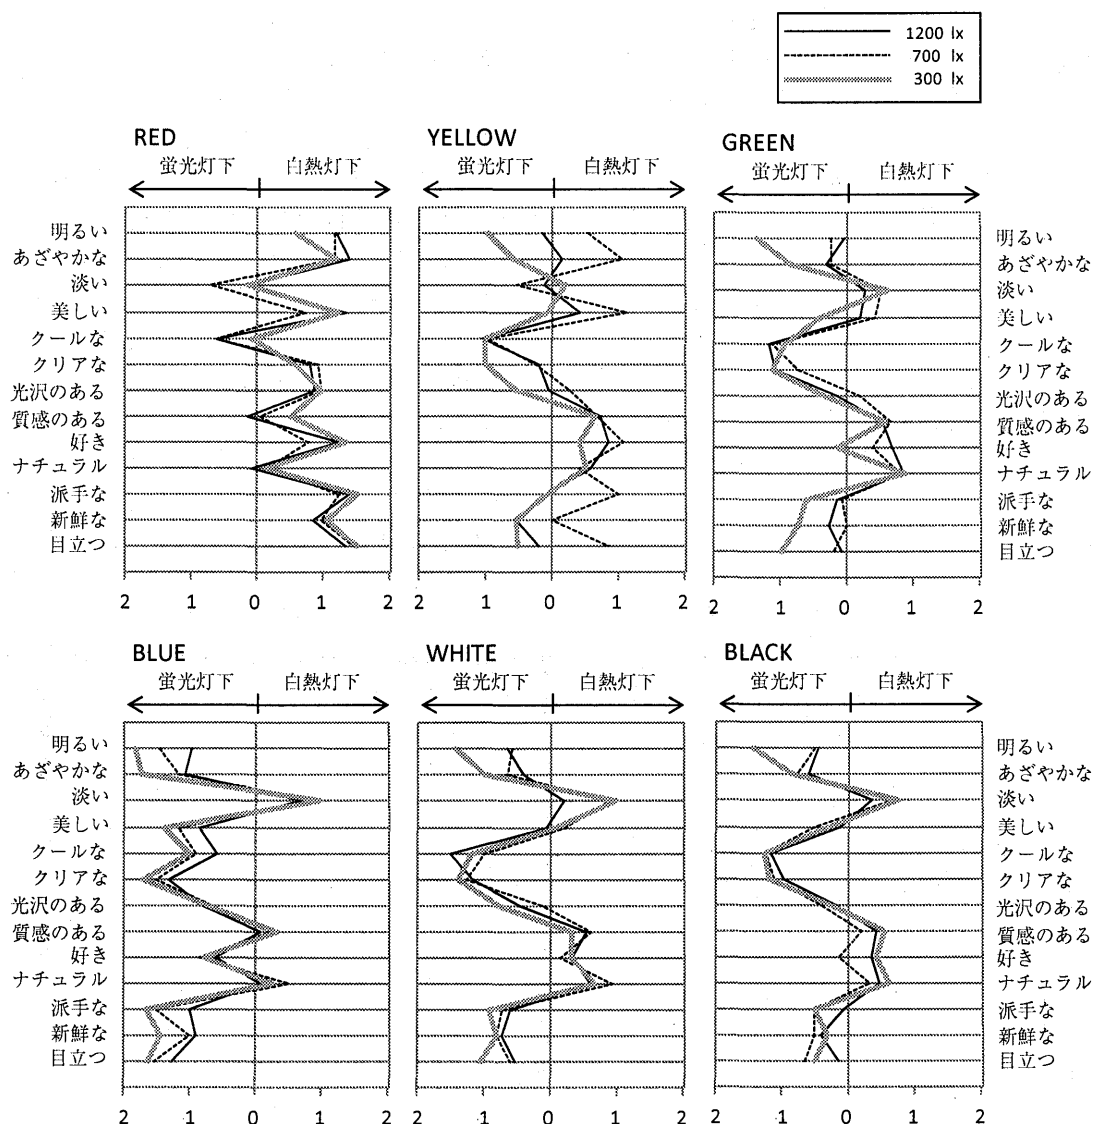 1200 lx
700 lx
300 lx
RED
YELLOW
GREEN
蛍光灯下 白熱灯下
蛍光灯下 白熱灯下
蛍光灯下 白熱灯下
明るい
あざやかな
淡い
美しい
クールな
クリアな
光沢のある
質感のある
好き
ナチュラル
派手な
新鮮な
目立つ
明るい
あざやかな
淡い
美しい
クールな
クリアな
光沢のある
質感のある
好き
ナチュラル
派手な
新鮮な
目立つ
2 1 0 1 2
2 1 0 1 2
2 1 0 1 2
BLUE
WHITE
BLACK
蛍光灯下 白熱灯下
蛍光灯下 白熱灯下
蛍光灯下 白熱灯下
明るい
あざやかな
淡い
美しい
クールな
クリアな
光沢のある
質感のある
好き
ナチュラル
派手な
新鮮な
目立つ
明るい
あざやかな
淡い
美しい
クールな
クリアな
光沢のある
質感のある
好き
ナチュラル
派手な
新鮮な
目立つ
2 1 0 1 2
2 1 0 1 2
2 1 0 1 2